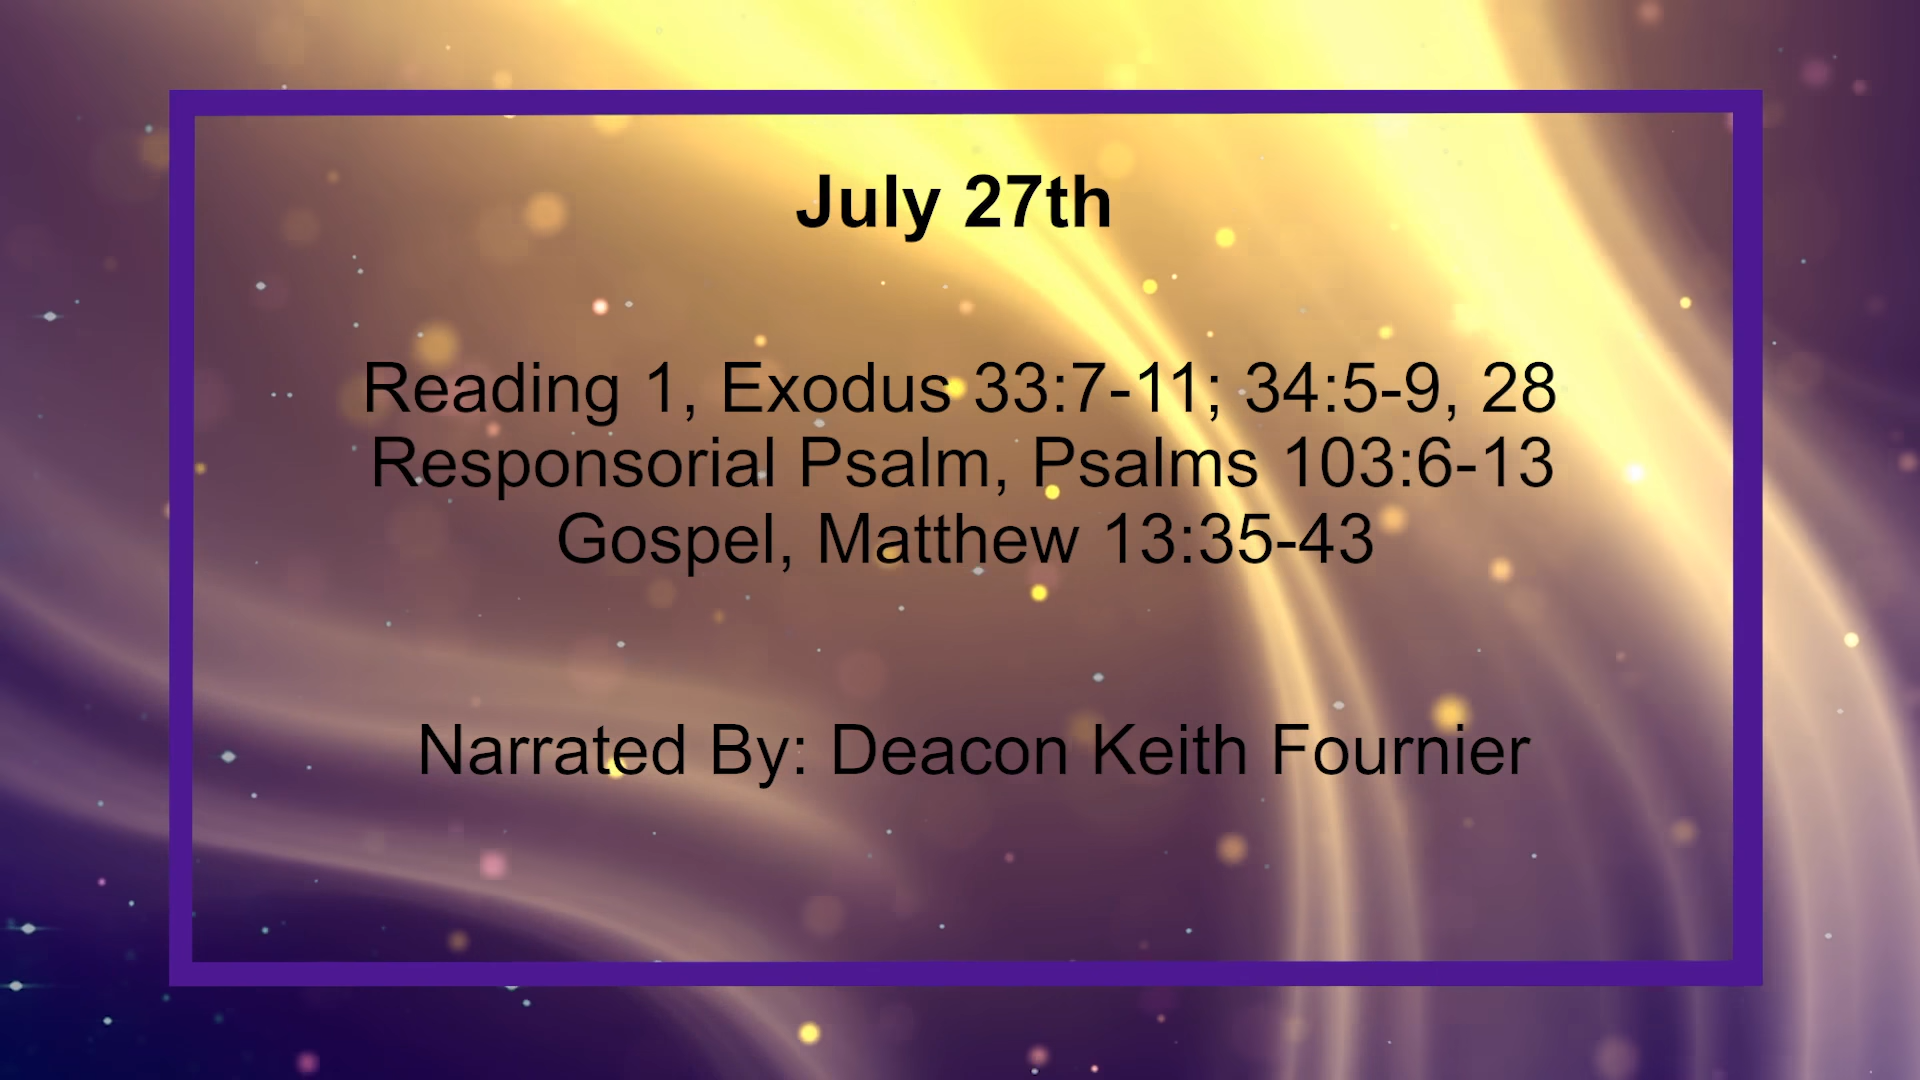 July 27th
Reading 1, Exodus 33:7-11; 34:5-9, 28
Responsorial Psalm, Psalms 103:6-13
Gospel, Matthew 13:35-43
Narrated By: Deacon Keith Fournier